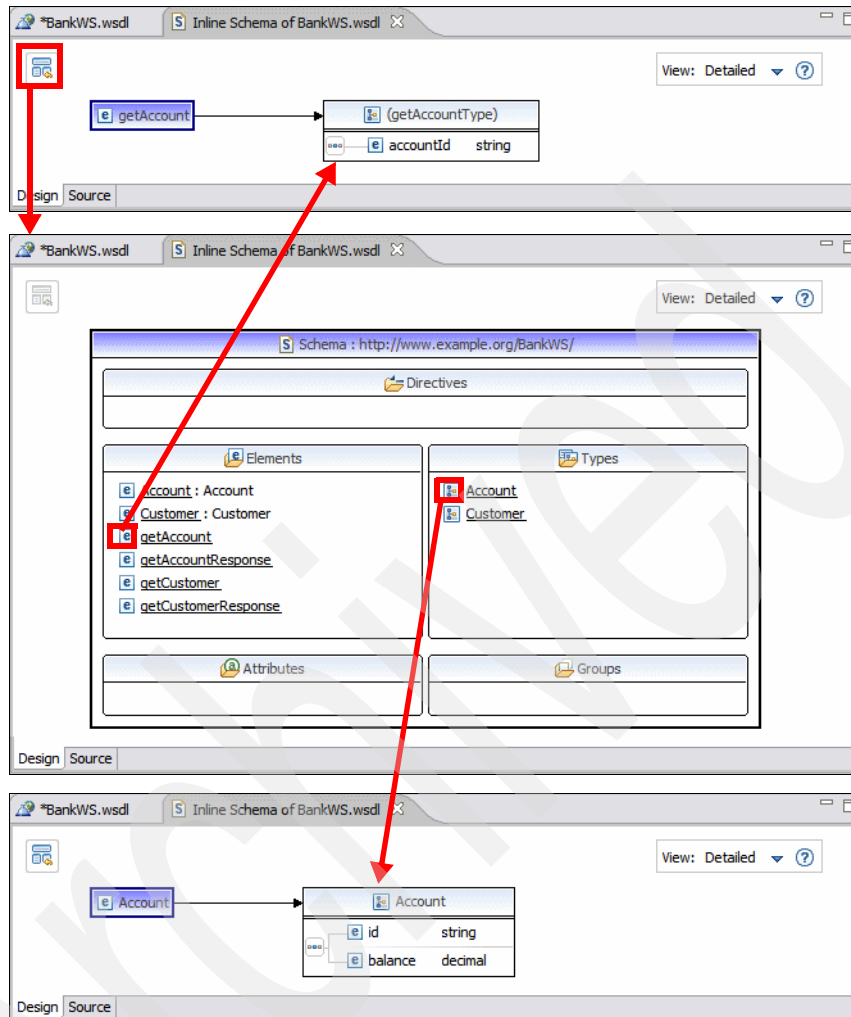 *BankWS.wsdl Inline Schema of BankWS.wsdl
View: Detailed
getAccount (getAccountType)
accountId string
Design Source
*BankWS.wsdl Inline Schema of BankWS.wsdl
View: Detailed
Schema : http://www.example.org/BankWS/
Directives
Elements Types
Account : Account Account
Customer : Customer Customer
getAccount
getAccountResponse
getCustomer
getCustomerResponse
Attributes Groups
Design Source
*BankWS.wsdl Inline Schema of BankWS.wsdl
View: Detailed
Account Account
id string
balance decimal
Design Source